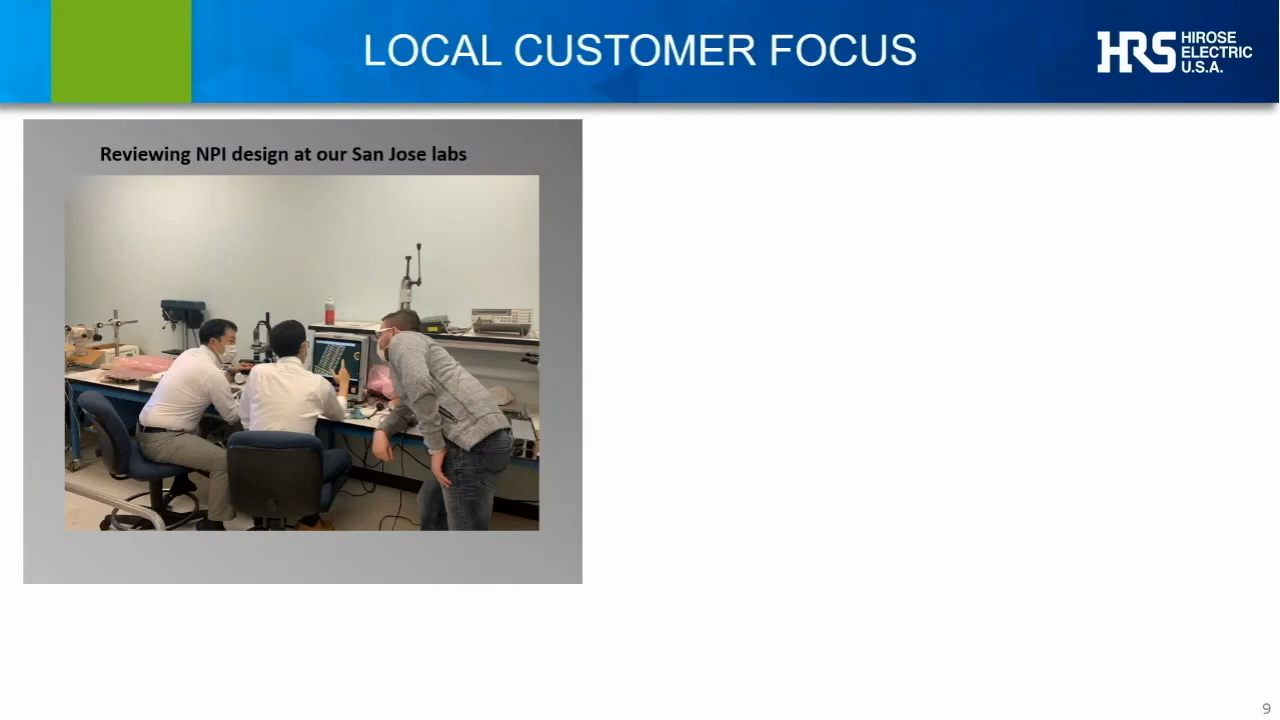 LOCAL CUSTOMER FOCUS
HRS
HIROSE
ELECTRIC
U.S.A.
Reviewing NPI design at our San Jose labs
9